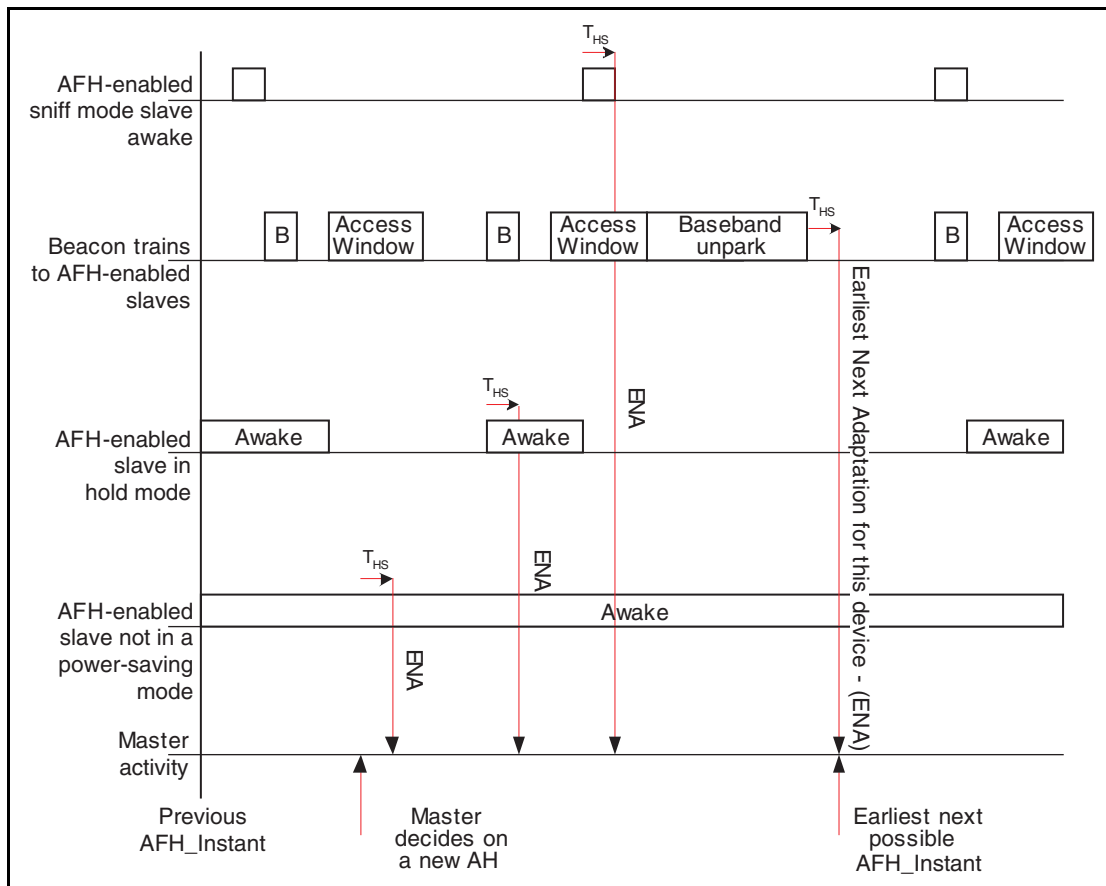 T_HS
AFH-enabled
sniff mode slave
awake
T_HS
B
Access
Window
B
Access
Window
Baseband
unpark
B
Access
Window
Beacon trains
to AFH-enabled
slaves
Earliest Next Adaptation for this device - (ENA)
ENA
T_HS
Awake
Awake
Awake
AFH-enabled
slave in
hold mode
ENA
T_HS
Awake
AFH-enabled
slave not in a
power-saving
mode
ENA
Master
activity
Previous
AFH_Instant
Master
decides on
a new AH
Earliest next
possible
AFH_Instant